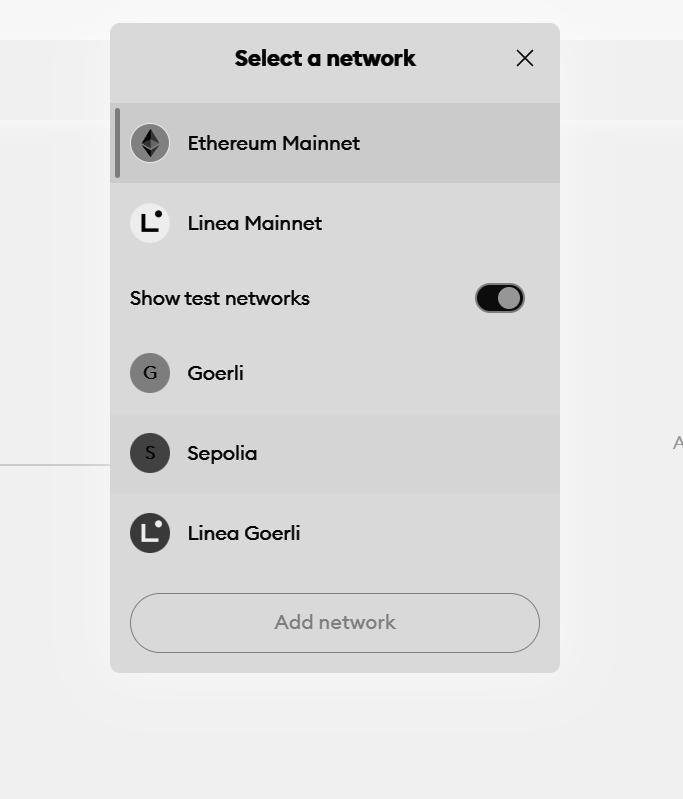 Select a network
Ethereum Mainnet
L
Linea Mainnet
Show test networks
G
Goerli
S
Sepolia
L
Linea Goerli
A
Add network